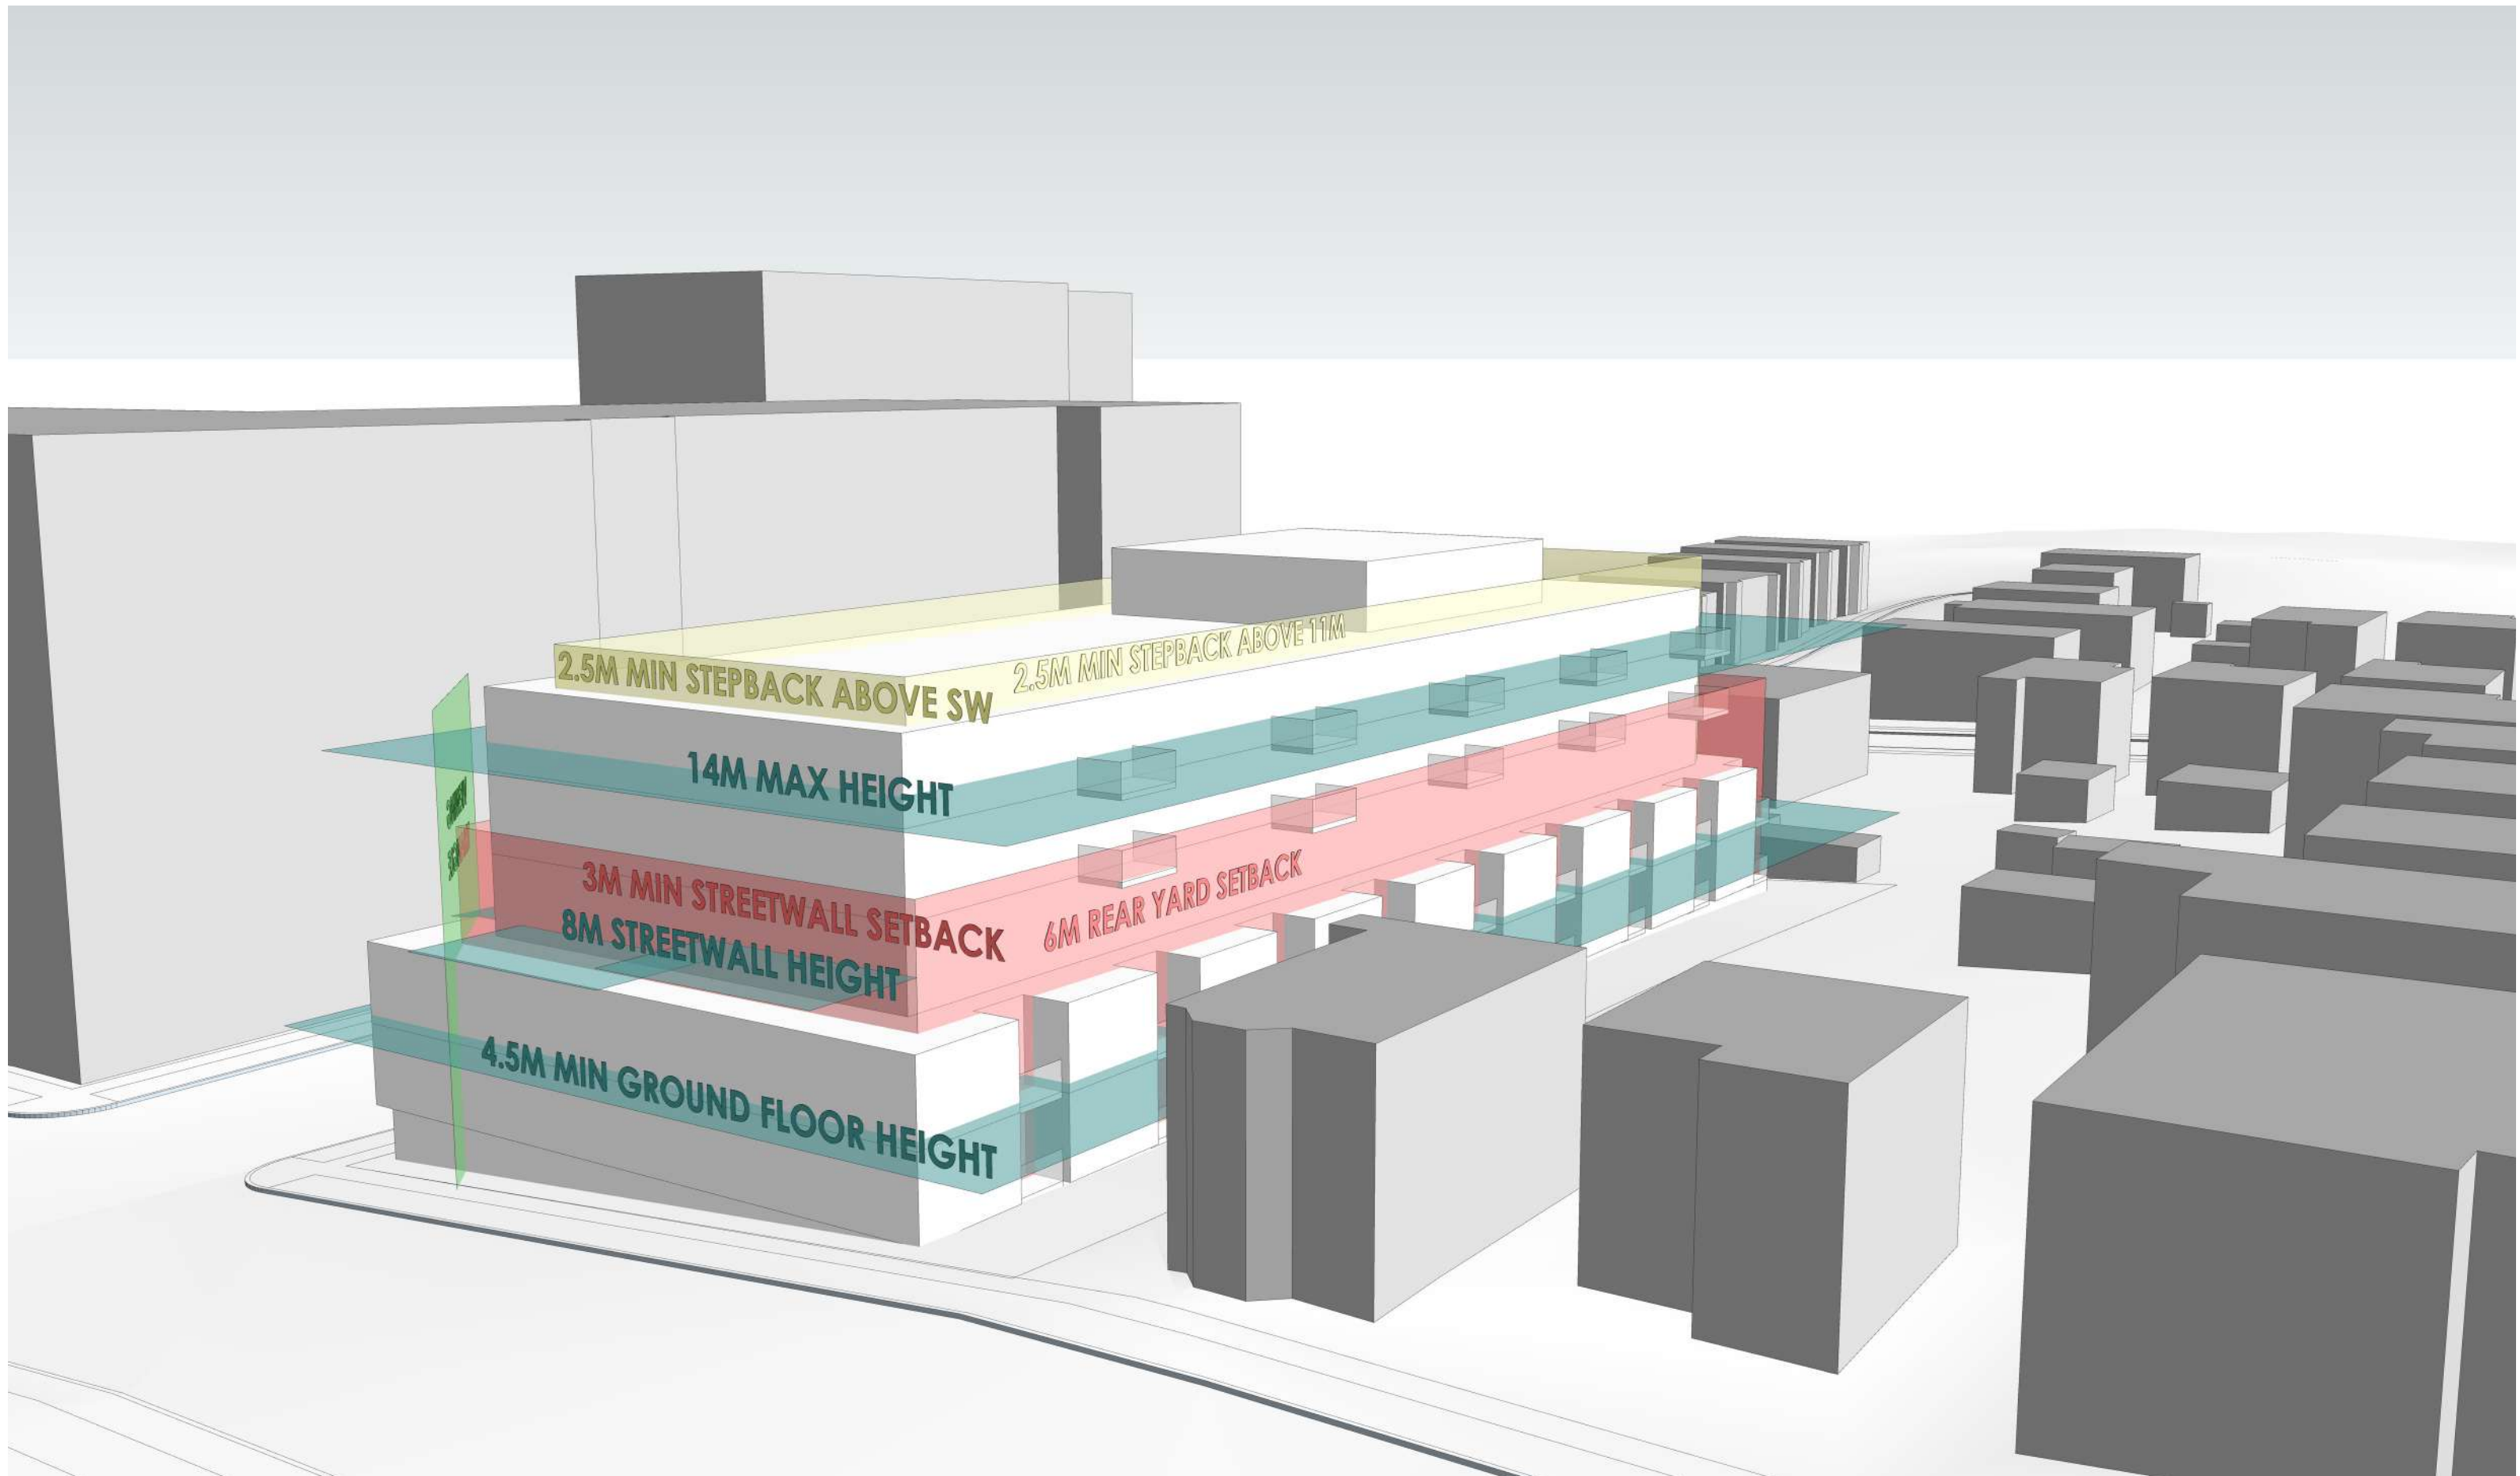 2.5M MIN STEPBACK ABOVE SW
2.5M MIN STEPBACK ABOVE 11M
14M MAX HEIGHT
3M MIN STREETWALL SETBACK
8M STREETWALL HEIGHT
6M REAR YARD SETBACK
4.5M MIN GROUND FLOOR HEIGHT